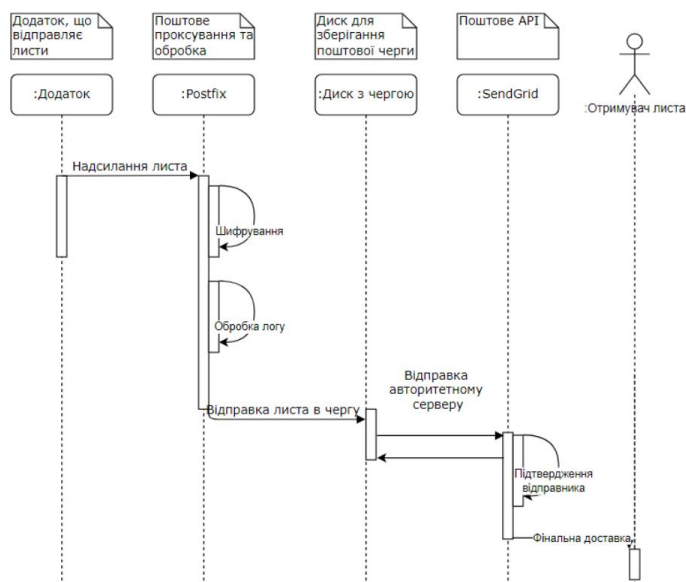 Додаток, що
відправляє
листи
Поштове
проксування та
обробка
Диск для
зберігання
поштової черги
Поштове API
:Додаток
:Postfix
:Диск з чергою
:SendGrid
:Отримувач листа
Надсилання листа
Шифрування
Обробка логу
Відправка
авторитетному
серверу
Відправка листа в чергу
Підтвердження
відправника
Фінальна доставка